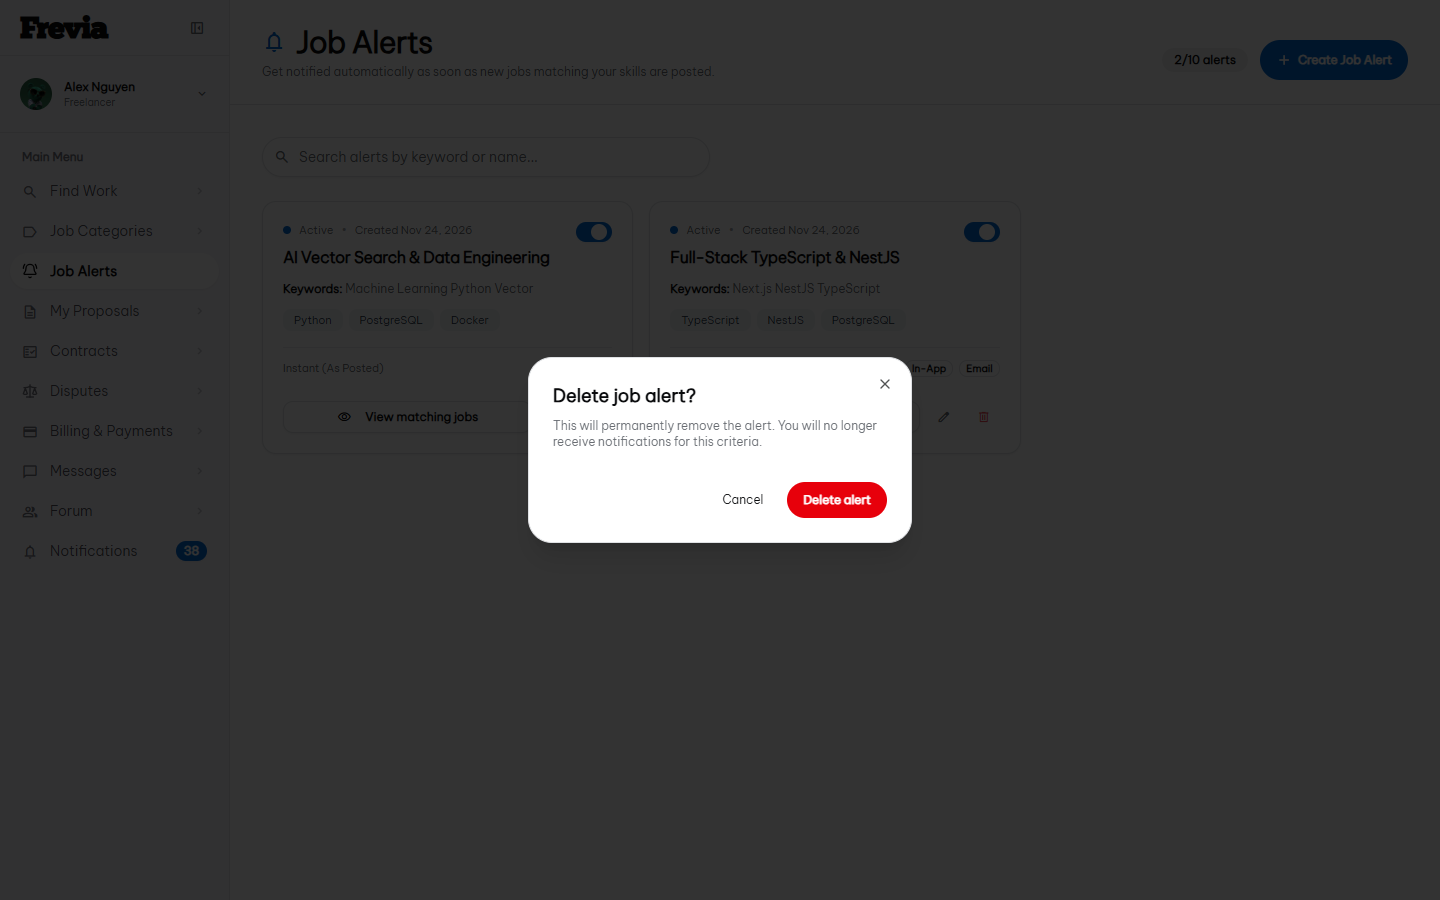 Frevia
Alex Nguyen
Freelancer
Main Menu
Find Work
Job Categories
Job Alerts
My Proposals
Contracts
Disputes
Billing & Payments
Messages
Forum
Notifications 38
Job Alerts
Get notified automatically as soon as new jobs matching your skills are posted.
2/10 alerts
+ Create Job Alert
Search alerts by keyword or name...
Active • Created Nov 24, 2026
AI Vector Search & Data Engineering
Keywords: Machine Learning Python Vector
Python PostgreSQL Docker
Instant (As Posted)
View matching jobs
Active • Created Nov 24, 2026
Full-Stack TypeScript & NestJS
Keywords: Next.js NestJS TypeScript
TypeScript NestJS PostgreSQL
In-App Email
Delete job alert?
This will permanently remove the alert. You will no longer
receive notifications for this criteria.
Cancel Delete alert